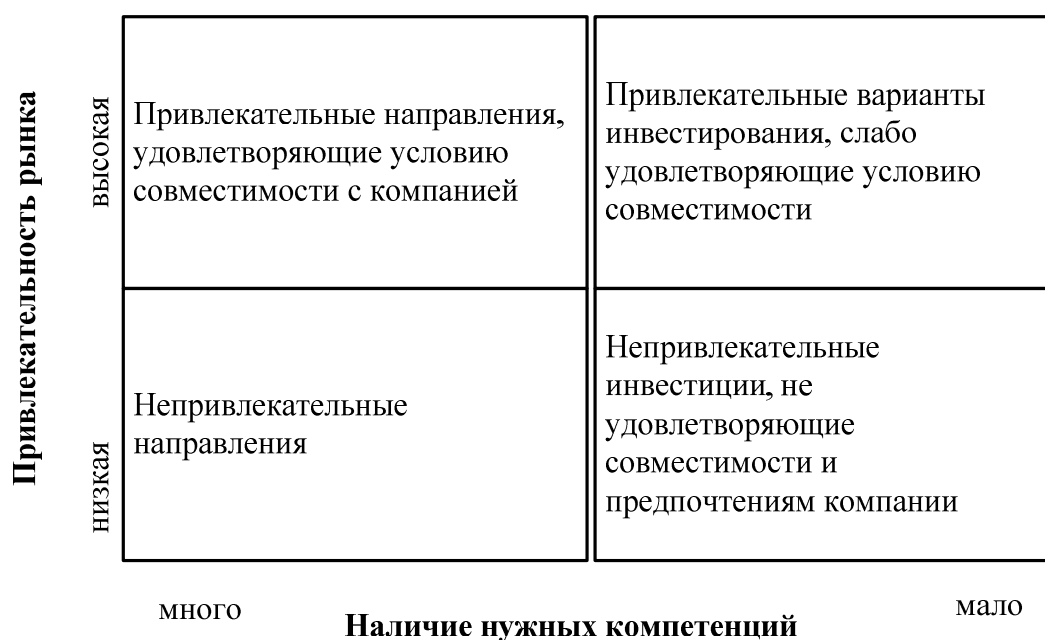 Привлекательность рынка
высокая
Привлекательные направления,
удовлетворяющие условию
совместимости с компанией
Привлекательные варианты
инвестирования, слабо
удовлетворяющие условию
совместимости
низкая
Непривлекательные
направления
Непривлекательные
инвестиции, не
удовлетворяющие
совместимости и
предпочтениям компании
много
мало
Наличие нужных компетенций